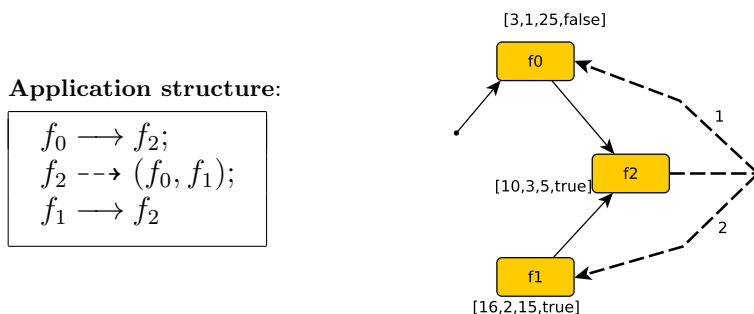 Application structure:
f₀ ⟶ f₂;
f₂ ⇢ (f₀, f₁);
f₁ ⟶ f₂
[3,1,25,false]
f0
1
f2
[10,3,5,true]
2
f1
[16,2,15,true]